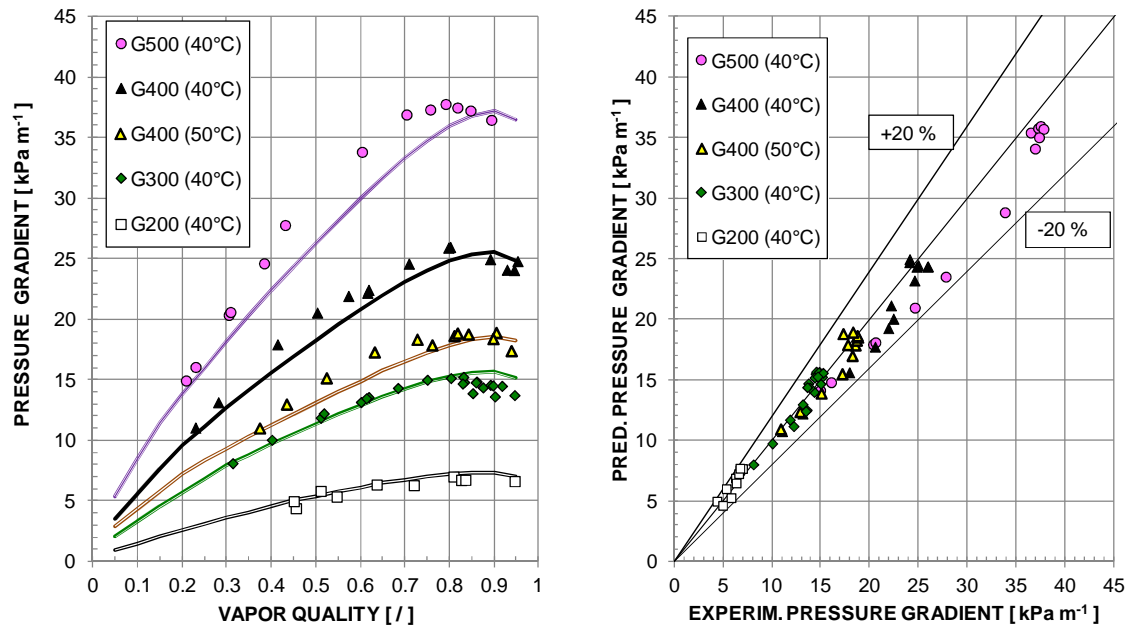 45
40
35
30
25
20
15
10
5
0
PRESSURE GRADIENT [ kPa m-1 ]
G500 (40°C)
G400 (40°C)
G400 (50°C)
G300 (40°C)
G200 (40°C)
0 0.1 0.2 0.3 0.4 0.5 0.6 0.7 0.8 0.9 1
VAPOR QUALITY [ / ]
45
40
35
30
25
20
15
10
5
0
PRED. PRESSURE GRADIENT [ kPa m-1 ]
G500 (40°C)
G400 (40°C)
G400 (50°C)
G300 (40°C)
G200 (40°C)
+20 %
-20 %
0 5 10 15 20 25 30 35 40 45
EXPERIM. PRESSURE GRADIENT [ kPa m-1 ]